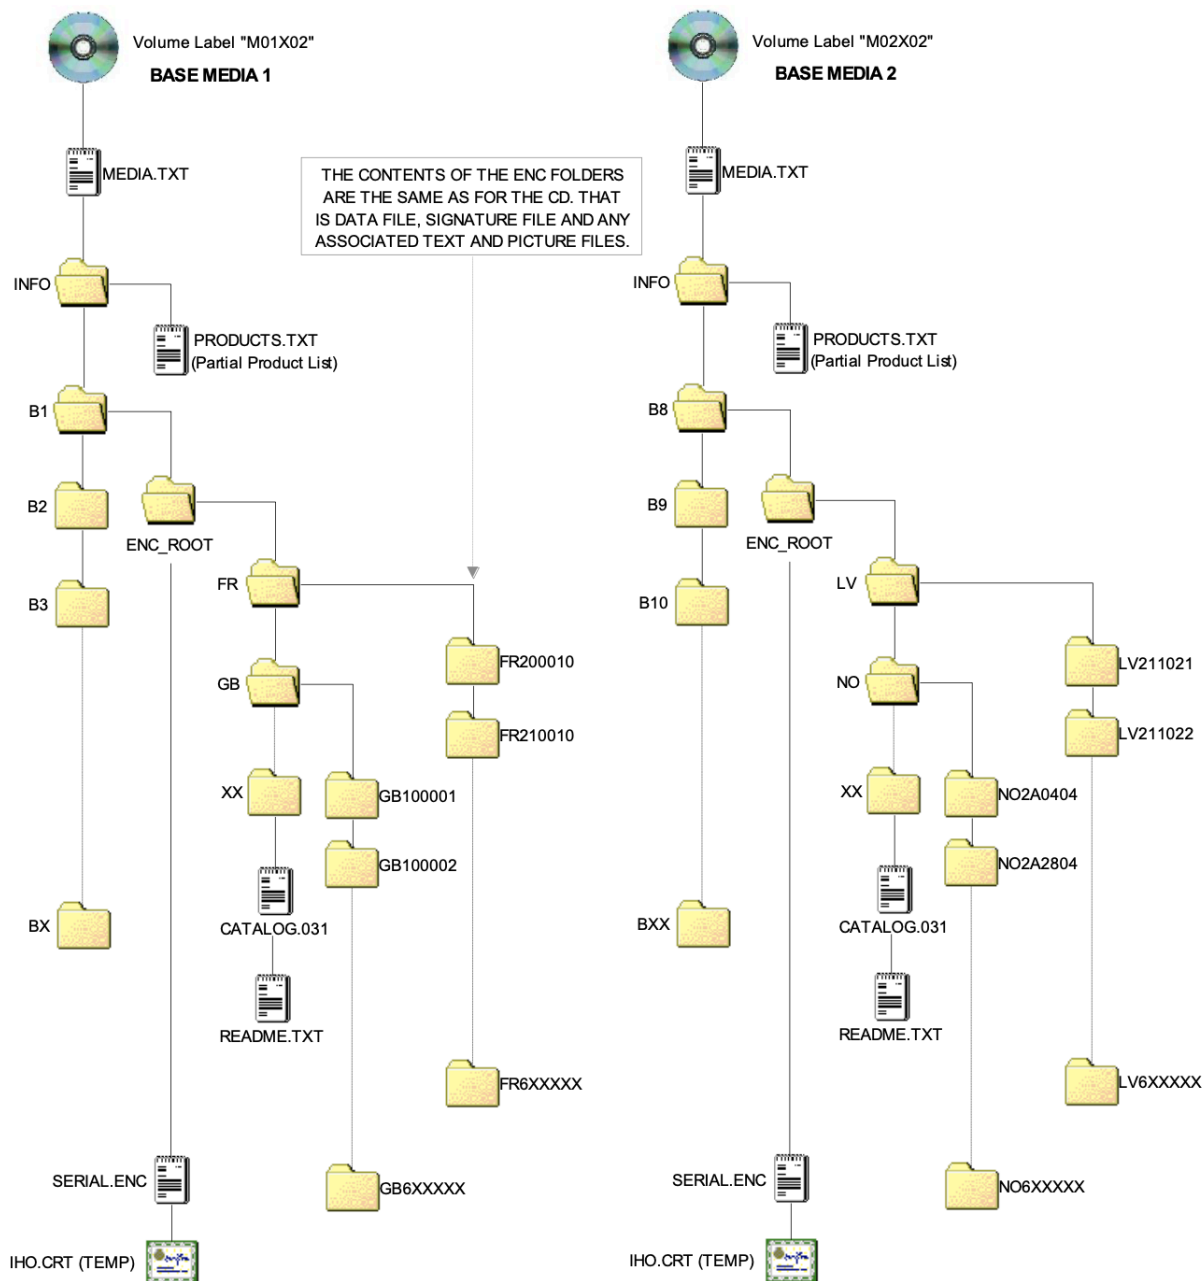 Volume Label "M01X02"
BASE MEDIA 1
MEDIA.TXT
THE CONTENTS OF THE ENC FOLDERS
ARE THE SAME AS FOR THE CD. THAT
IS DATA FILE, SIGNATURE FILE AND ANY
ASSOCIATED TEXT AND PICTURE FILES.
INFO
PRODUCTS.TXT
(Partial Product List)
B1
B2
ENC_ROOT
B3
FR
FR200010
GB
FR210010
XX
GB100001
GB100002
BX
CATALOG.031
README.TXT
FR6XXXXX
SERIAL.ENC
GB6XXXXX
IHO.CRT (TEMP)
Volume Label "M02X02"
BASE MEDIA 2
MEDIA.TXT
INFO
PRODUCTS.TXT
(Partial Product List)
B8
B9
ENC_ROOT
B10
LV
LV211021
NO
LV211022
XX
NO2A0404
NO2A2804
BXX
CATALOG.031
README.TXT
LV6XXXXX
SERIAL.ENC
NO6XXXXX
IHO.CRT (TEMP)